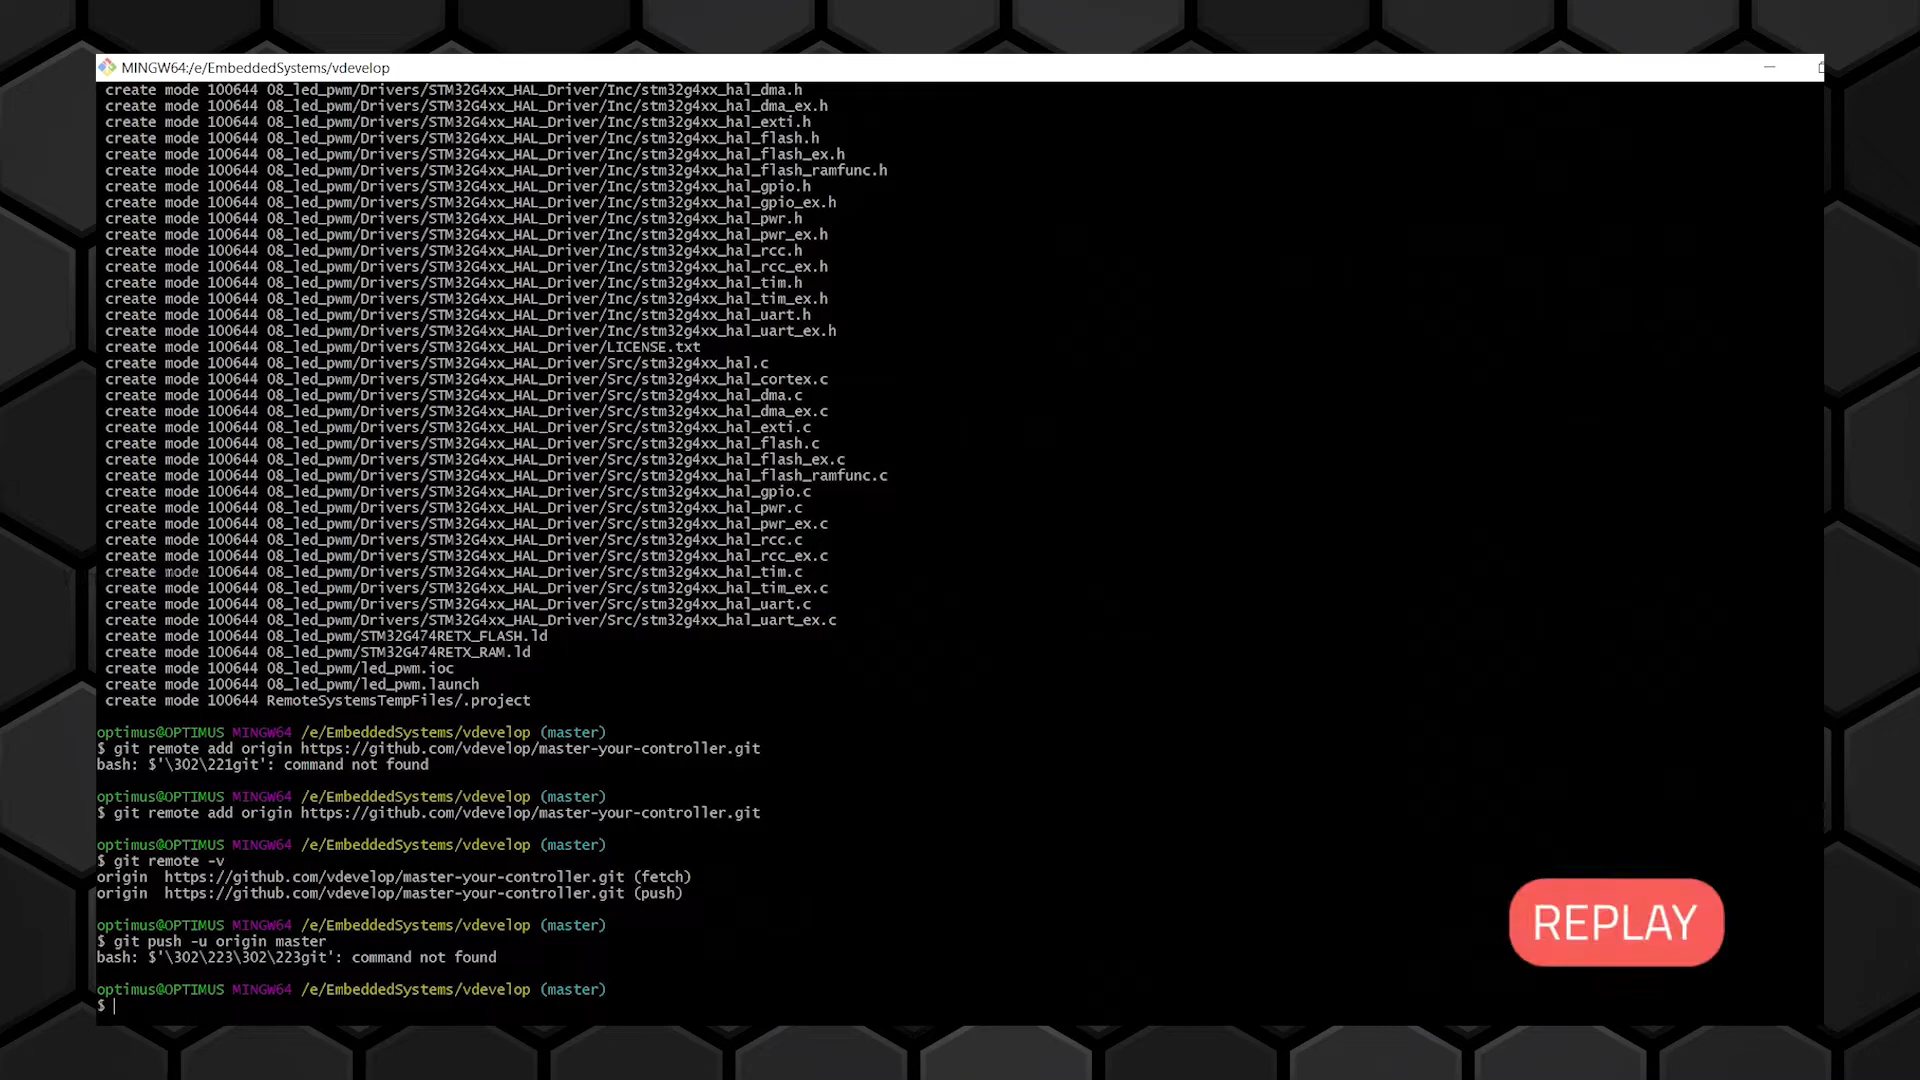 MINGW64:/e/EmbeddedSystems/vdevelop
create mode 100644 08_led_pwm/Drivers/STM32G4xx_HAL_Driver/Inc/stm32g4xx_hal_dma.h
create mode 100644 08_led_pwm/Drivers/STM32G4xx_HAL_Driver/Inc/stm32g4xx_hal_dma_ex.h
create mode 100644 08_led_pwm/Drivers/STM32G4xx_HAL_Driver/Inc/stm32g4xx_hal_exti.h
create mode 100644 08_led_pwm/Drivers/STM32G4xx_HAL_Driver/Inc/stm32g4xx_hal_flash.h
create mode 100644 08_led_pwm/Drivers/STM32G4xx_HAL_Driver/Inc/stm32g4xx_hal_flash_ex.h
create mode 100644 08_led_pwm/Drivers/STM32G4xx_HAL_Driver/Inc/stm32g4xx_hal_flash_ramfunc.h
create mode 100644 08_led_pwm/Drivers/STM32G4xx_HAL_Driver/Inc/stm32g4xx_hal_gpio.h
create mode 100644 08_led_pwm/Drivers/STM32G4xx_HAL_Driver/Inc/stm32g4xx_hal_gpio_ex.h
create mode 100644 08_led_pwm/Drivers/STM32G4xx_HAL_Driver/Inc/stm32g4xx_hal_pwr.h
create mode 100644 08_led_pwm/Drivers/STM32G4xx_HAL_Driver/Inc/stm32g4xx_hal_pwr_ex.h
create mode 100644 08_led_pwm/Drivers/STM32G4xx_HAL_Driver/Inc/stm32g4xx_hal_rcc.h
create mode 100644 08_led_pwm/Drivers/STM32G4xx_HAL_Driver/Inc/stm32g4xx_hal_rcc_ex.h
create mode 100644 08_led_pwm/Drivers/STM32G4xx_HAL_Driver/Inc/stm32g4xx_hal_tim.h
create mode 100644 08_led_pwm/Drivers/STM32G4xx_HAL_Driver/Inc/stm32g4xx_hal_tim_ex.h
create mode 100644 08_led_pwm/Drivers/STM32G4xx_HAL_Driver/Inc/stm32g4xx_hal_uart.h
create mode 100644 08_led_pwm/Drivers/STM32G4xx_HAL_Driver/Inc/stm32g4xx_hal_uart_ex.h
create mode 100644 08_led_pwm/Drivers/STM32G4xx_HAL_Driver/LICENSE.txt
create mode 100644 08_led_pwm/Drivers/STM32G4xx_HAL_Driver/Src/stm32g4xx_hal.c
create mode 100644 08_led_pwm/Drivers/STM32G4xx_HAL_Driver/Src/stm32g4xx_hal_cortex.c
create mode 100644 08_led_pwm/Drivers/STM32G4xx_HAL_Driver/Src/stm32g4xx_hal_dma.c
create mode 100644 08_led_pwm/Drivers/STM32G4xx_HAL_Driver/Src/stm32g4xx_hal_dma_ex.c
create mode 100644 08_led_pwm/Drivers/STM32G4xx_HAL_Driver/Src/stm32g4xx_hal_exti.c
create mode 100644 08_led_pwm/Drivers/STM32G4xx_HAL_Driver/Src/stm32g4xx_hal_flash.c
create mode 100644 08_led_pwm/Drivers/STM32G4xx_HAL_Driver/Src/stm32g4xx_hal_flash_ex.c
create mode 100644 08_led_pwm/Drivers/STM32G4xx_HAL_Driver/Src/stm32g4xx_hal_flash_ramfunc.c
create mode 100644 08_led_pwm/Drivers/STM32G4xx_HAL_Driver/Src/stm32g4xx_hal_gpio.c
create mode 100644 08_led_pwm/Drivers/STM32G4xx_HAL_Driver/Src/stm32g4xx_hal_pwr.c
create mode 100644 08_led_pwm/Drivers/STM32G4xx_HAL_Driver/Src/stm32g4xx_hal_pwr_ex.c
create mode 100644 08_led_pwm/Drivers/STM32G4xx_HAL_Driver/Src/stm32g4xx_hal_rcc.c
create mode 100644 08_led_pwm/Drivers/STM32G4xx_HAL_Driver/Src/stm32g4xx_hal_rcc_ex.c
create mode 100644 08_led_pwm/Drivers/STM32G4xx_HAL_Driver/Src/stm32g4xx_hal_tim.c
create mode 100644 08_led_pwm/Drivers/STM32G4xx_HAL_Driver/Src/stm32g4xx_hal_tim_ex.c
create mode 100644 08_led_pwm/Drivers/STM32G4xx_HAL_Driver/Src/stm32g4xx_hal_uart.c
create mode 100644 08_led_pwm/Drivers/STM32G4xx_HAL_Driver/Src/stm32g4xx_hal_uart_ex.c
create mode 100644 08_led_pwm/STM32G474RETX_FLASH.ld
create mode 100644 08_led_pwm/STM32G474RETX_RAM.ld
create mode 100644 08_led_pwm/led_pwm.ioc
create mode 100644 08_led_pwm/led_pwm.launch
create mode 100644 RemoteSystemsTempFiles/.project
optimus@OPTIMUS MINGW64 /e/EmbeddedSystems/vdevelop (master)
$ git remote add origin https://github.com/vdevelop/master-your-controller.git
bash: $'\302\221git': command not found
optimus@OPTIMUS MINGW64 /e/EmbeddedSystems/vdevelop (master)
$ git remote add origin https://github.com/vdevelop/master-your-controller.git
optimus@OPTIMUS MINGW64 /e/EmbeddedSystems/vdevelop (master)
$ git remote -v
origin  https://github.com/vdevelop/master-your-controller.git (fetch)
origin  https://github.com/vdevelop/master-your-controller.git (push)
optimus@OPTIMUS MINGW64 /e/EmbeddedSystems/vdevelop (master)
$ git push -u origin master
bash: $'\302\223\302\223git': command not found
optimus@OPTIMUS MINGW64 /e/EmbeddedSystems/vdevelop (master)
$
REPLAY